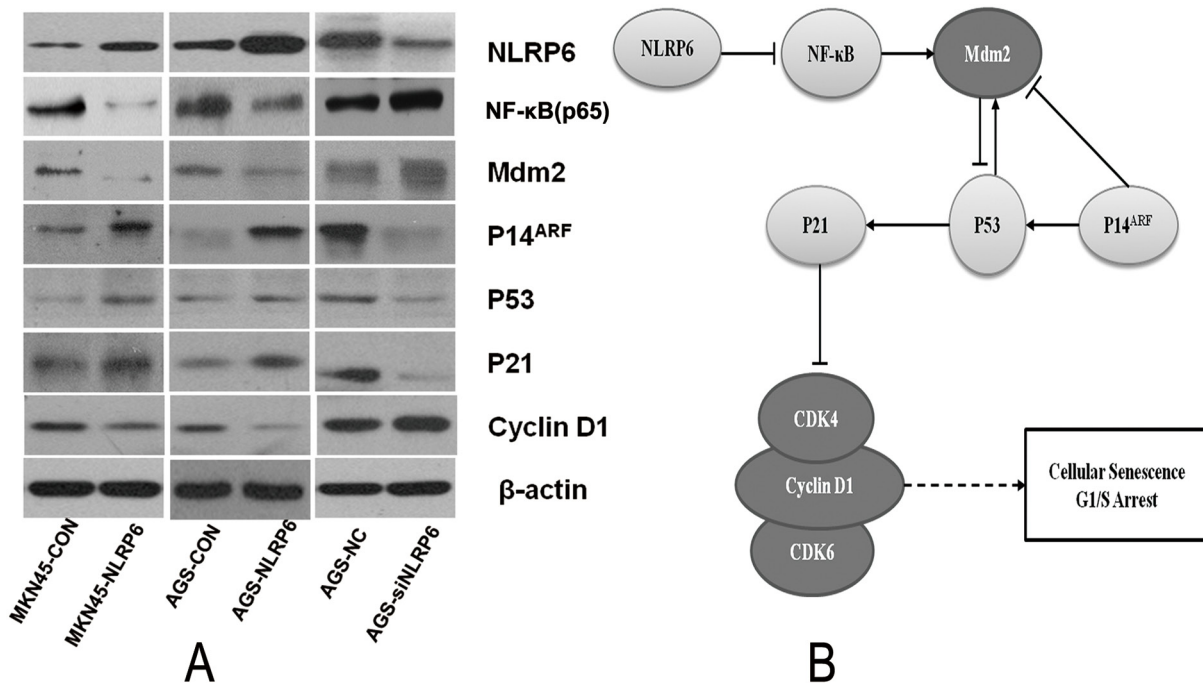 NLRP6
NF-κB(p65)
Mdm2
P14ARF
P53
P21
Cyclin D1
β-actin
MKN45-CON
MKN45-NLRP6
AGS-CON
AGS-NLRP6
AGS-NC
AGS-siNLRP6
A
NLRP6
NF-κB
Mdm2
P21
P53
P14ARF
CDK4
Cyclin D1
CDK6
Cellular Senescence
G1/S Arrest
B